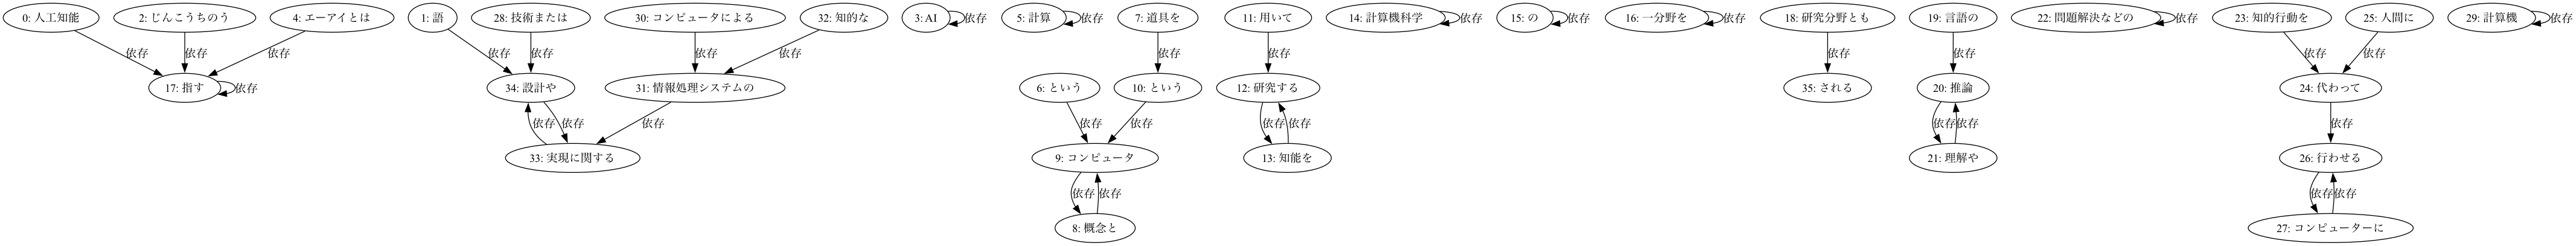 0: 人工知能 2: じんこうちのう 4: エーアイとは 1: 語 28: 技術または 30: コンピュータによる 32: 知的な 3: AI 依存 5: 計算 依存 7: 道具を 11: 用いて 14: 計算機科学 依存 15: の 依存 16: 一分野を 依存 18: 研究分野とも 19: 言語の 22: 問題解決などの 依存 23: 知的行動を 25: 人間に 29: 計算機 依存
依存 依存 依存 依存 依存 依存 依存 依存 依存 依存 依存 依存 依存
17: 指す 依存 34: 設計や 31: 情報処理システムの 6: という 10: という 12: 研究する 35: される 20: 推論 24: 代わって
依存 依存 依存 依存 依存 依存 依存 依存 依存 依存
33: 実現に関する 9: コンピュータ 13: 知能を 21: 理解や 26: 行わせる
依存 依存 依存 依存
8: 概念と 27: コンピューターに